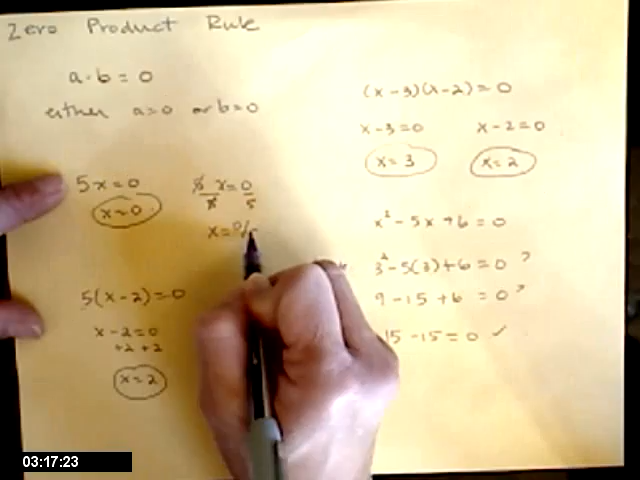 Zero Product Rule
a·b = 0
either a=0 or b=0
5x=0
x=0
5 x=0
5 5
x=0/
5(x-2)=0
x-2=0
+2 +2
x=2
(x-3)(x-2)=0
x-3=0 x-2=0
x=3 x=2
x²-5x+6=0
3²-5(3)+6=0 ?
9-15+6=0 ?
15-15=0 ✓
03:17:23